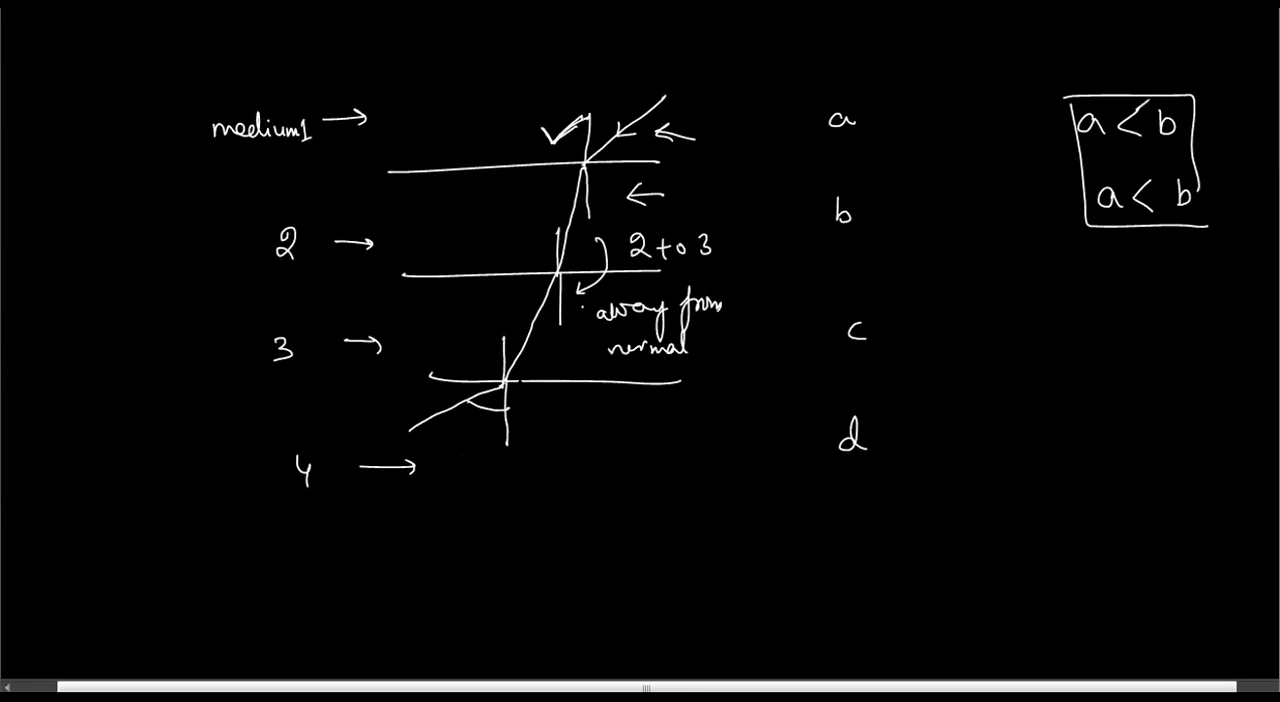 medium1 → a
a < b
a < b
2 → b
2 to 3
away from
normal
3 → c
4 → d